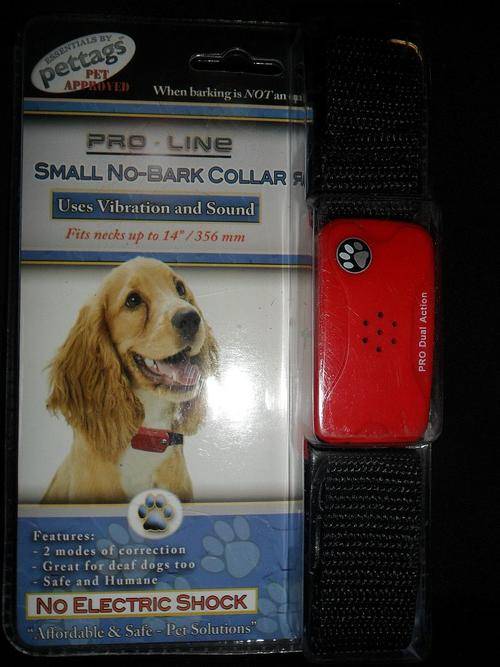 ESSENTIALS BY
pettags
PET
APPROVED
When barking is NOT an
PRO-LINE
SMALL NO-BARK COLLAR
Uses Vibration and Sound
Fits necks up to 14"/356 mm
PRO Dual Action
Features:
- 2 modes of correction
- Great for deaf dogs too
- Safe and Humane
NO ELECTRIC SHOCK
"Affordable & Safe - Pet Solutions"